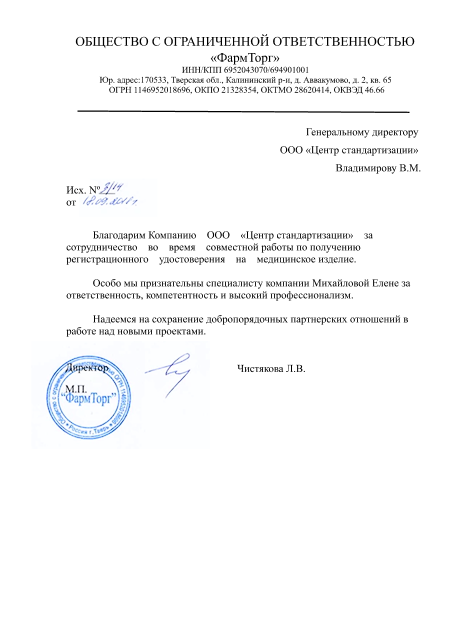 ОБЩЕСТВО С ОГРАНИЧЕННОЙ ОТВЕТСТВЕННОСТЬЮ
«ФармТорг»
ИНН/КПП 6952043070/694901001
Юр. адрес:170533, Тверская обл., Калининский р-н, д. Аввакумово, д. 2, кв. 65
ОГРН 1146952018696, ОКПО 21328354, ОКТМО 28620414, ОКВЭД 46.66
Генеральному директору
ООО «Центр стандартизации»
Владимирову В.М.
Исх. №
от 18.09.
Благодарим Компанию ООО «Центр стандартизации» за
сотрудничество во время совместной работы по получению
регистрационного удостоверения на медицинское изделие.
Особо мы признательны специалисту компании Михайловой Елене за
ответственность, компетентность и высокий профессионализм.
Надеемся на сохранение добропорядочных партнерских отношений в
работе над новыми проектами.
Директор Чистякова Л.В.
М.П.
"ФармТорг"
Россия г.Тверь